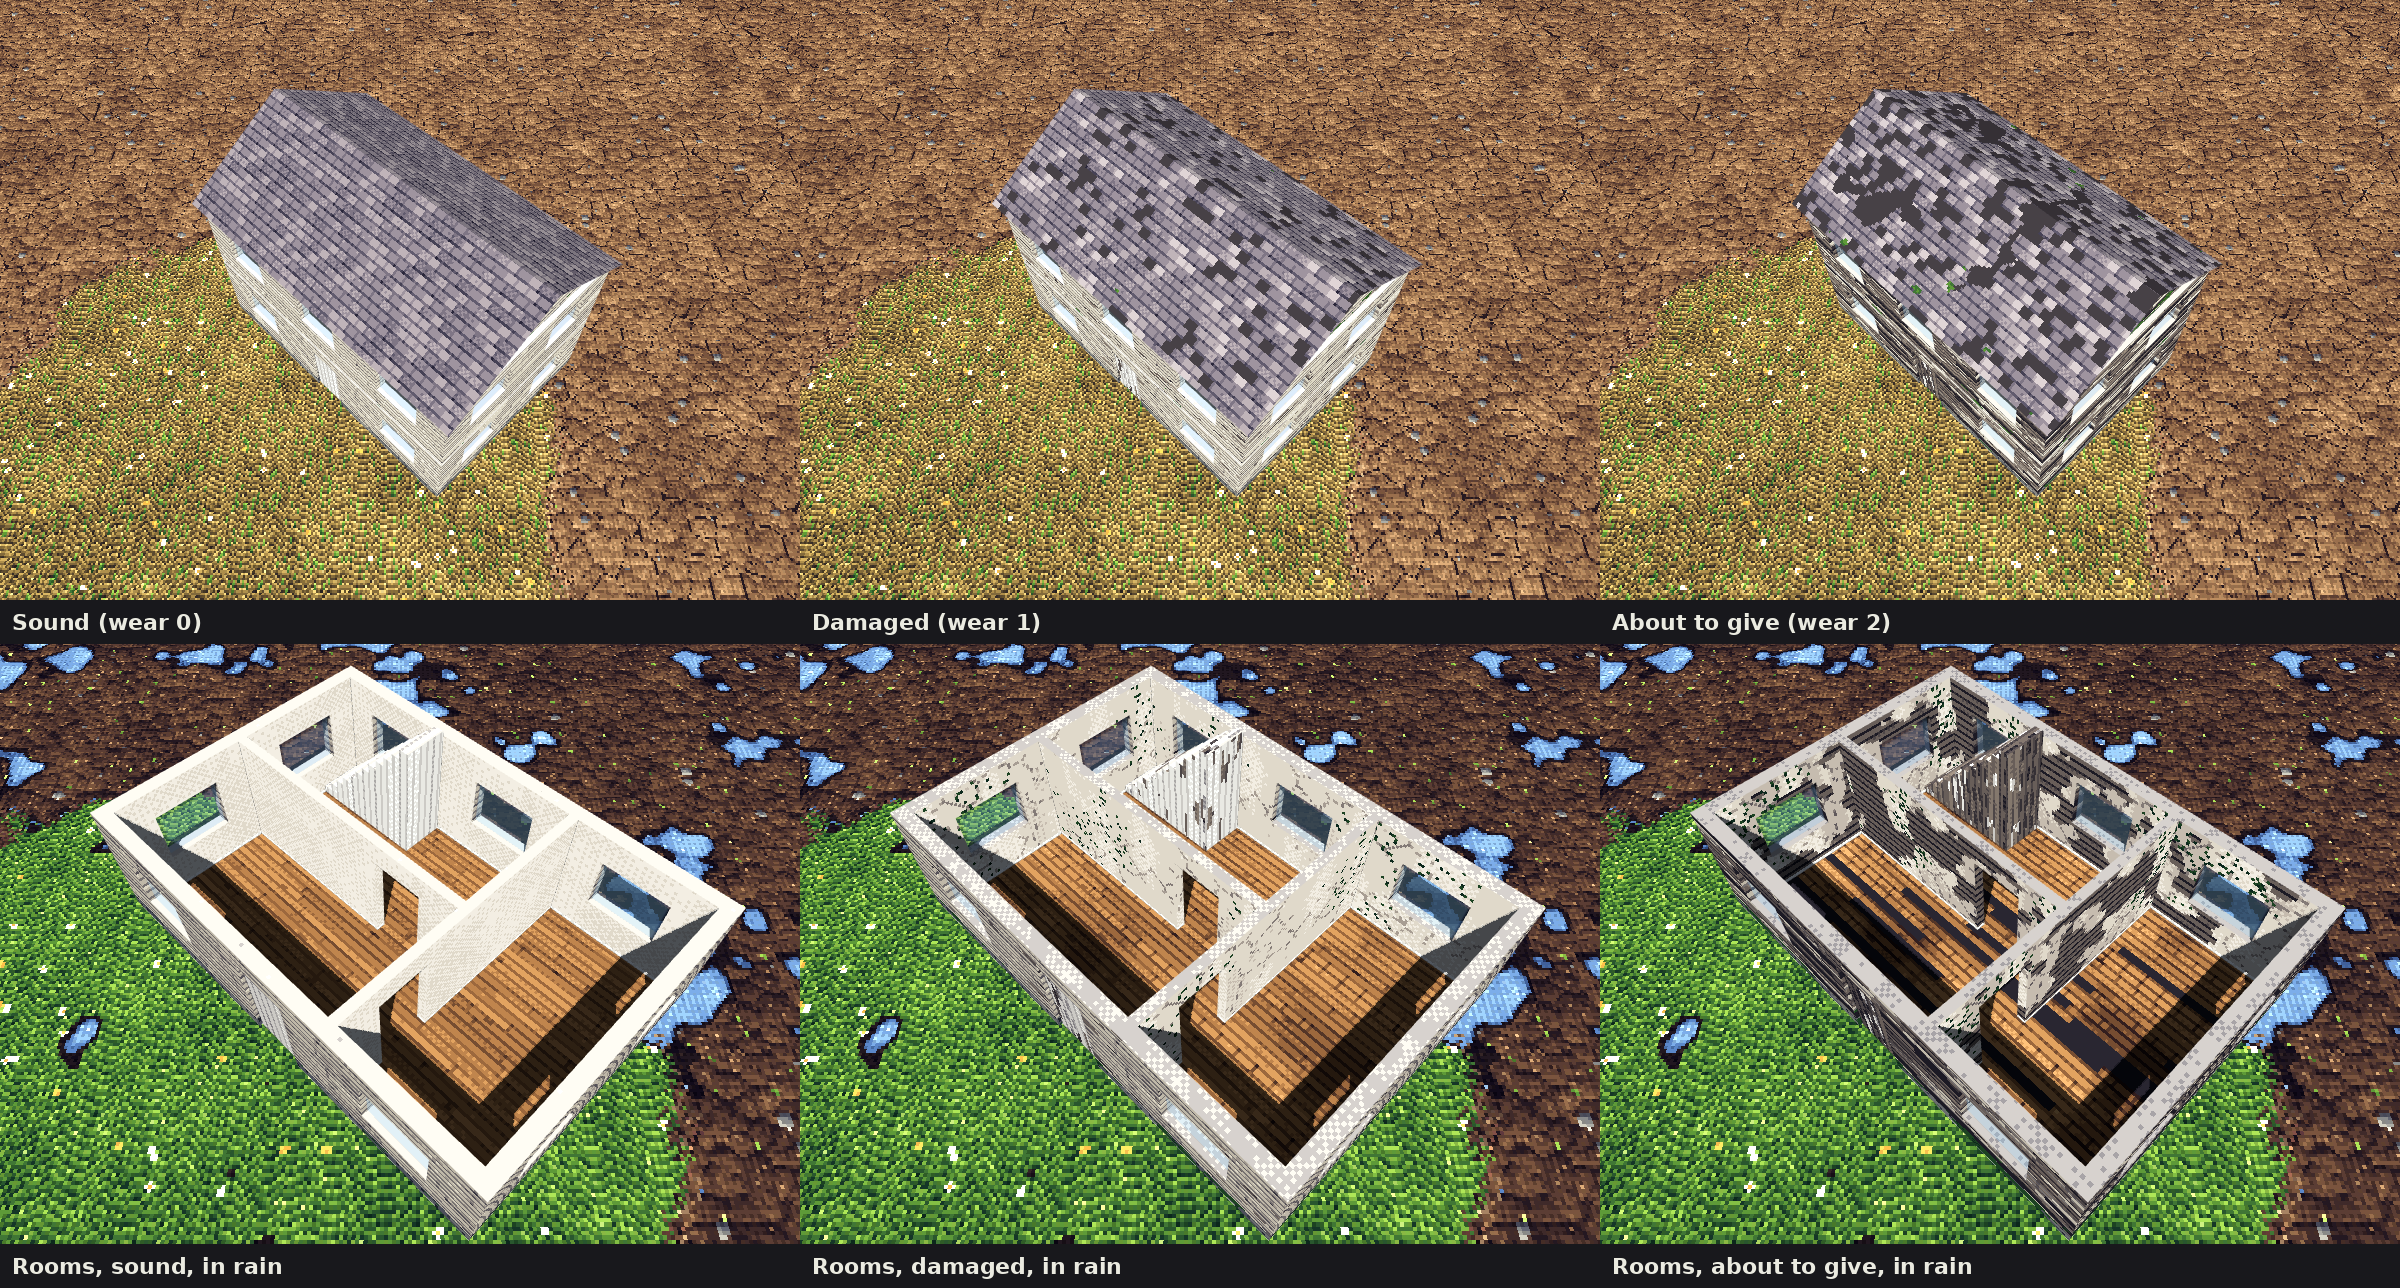 Sound (wear 0)
Damaged (wear 1)
About to give (wear 2)
Rooms, sound, in rain
Rooms, damaged, in rain
Rooms, about to give, in rain